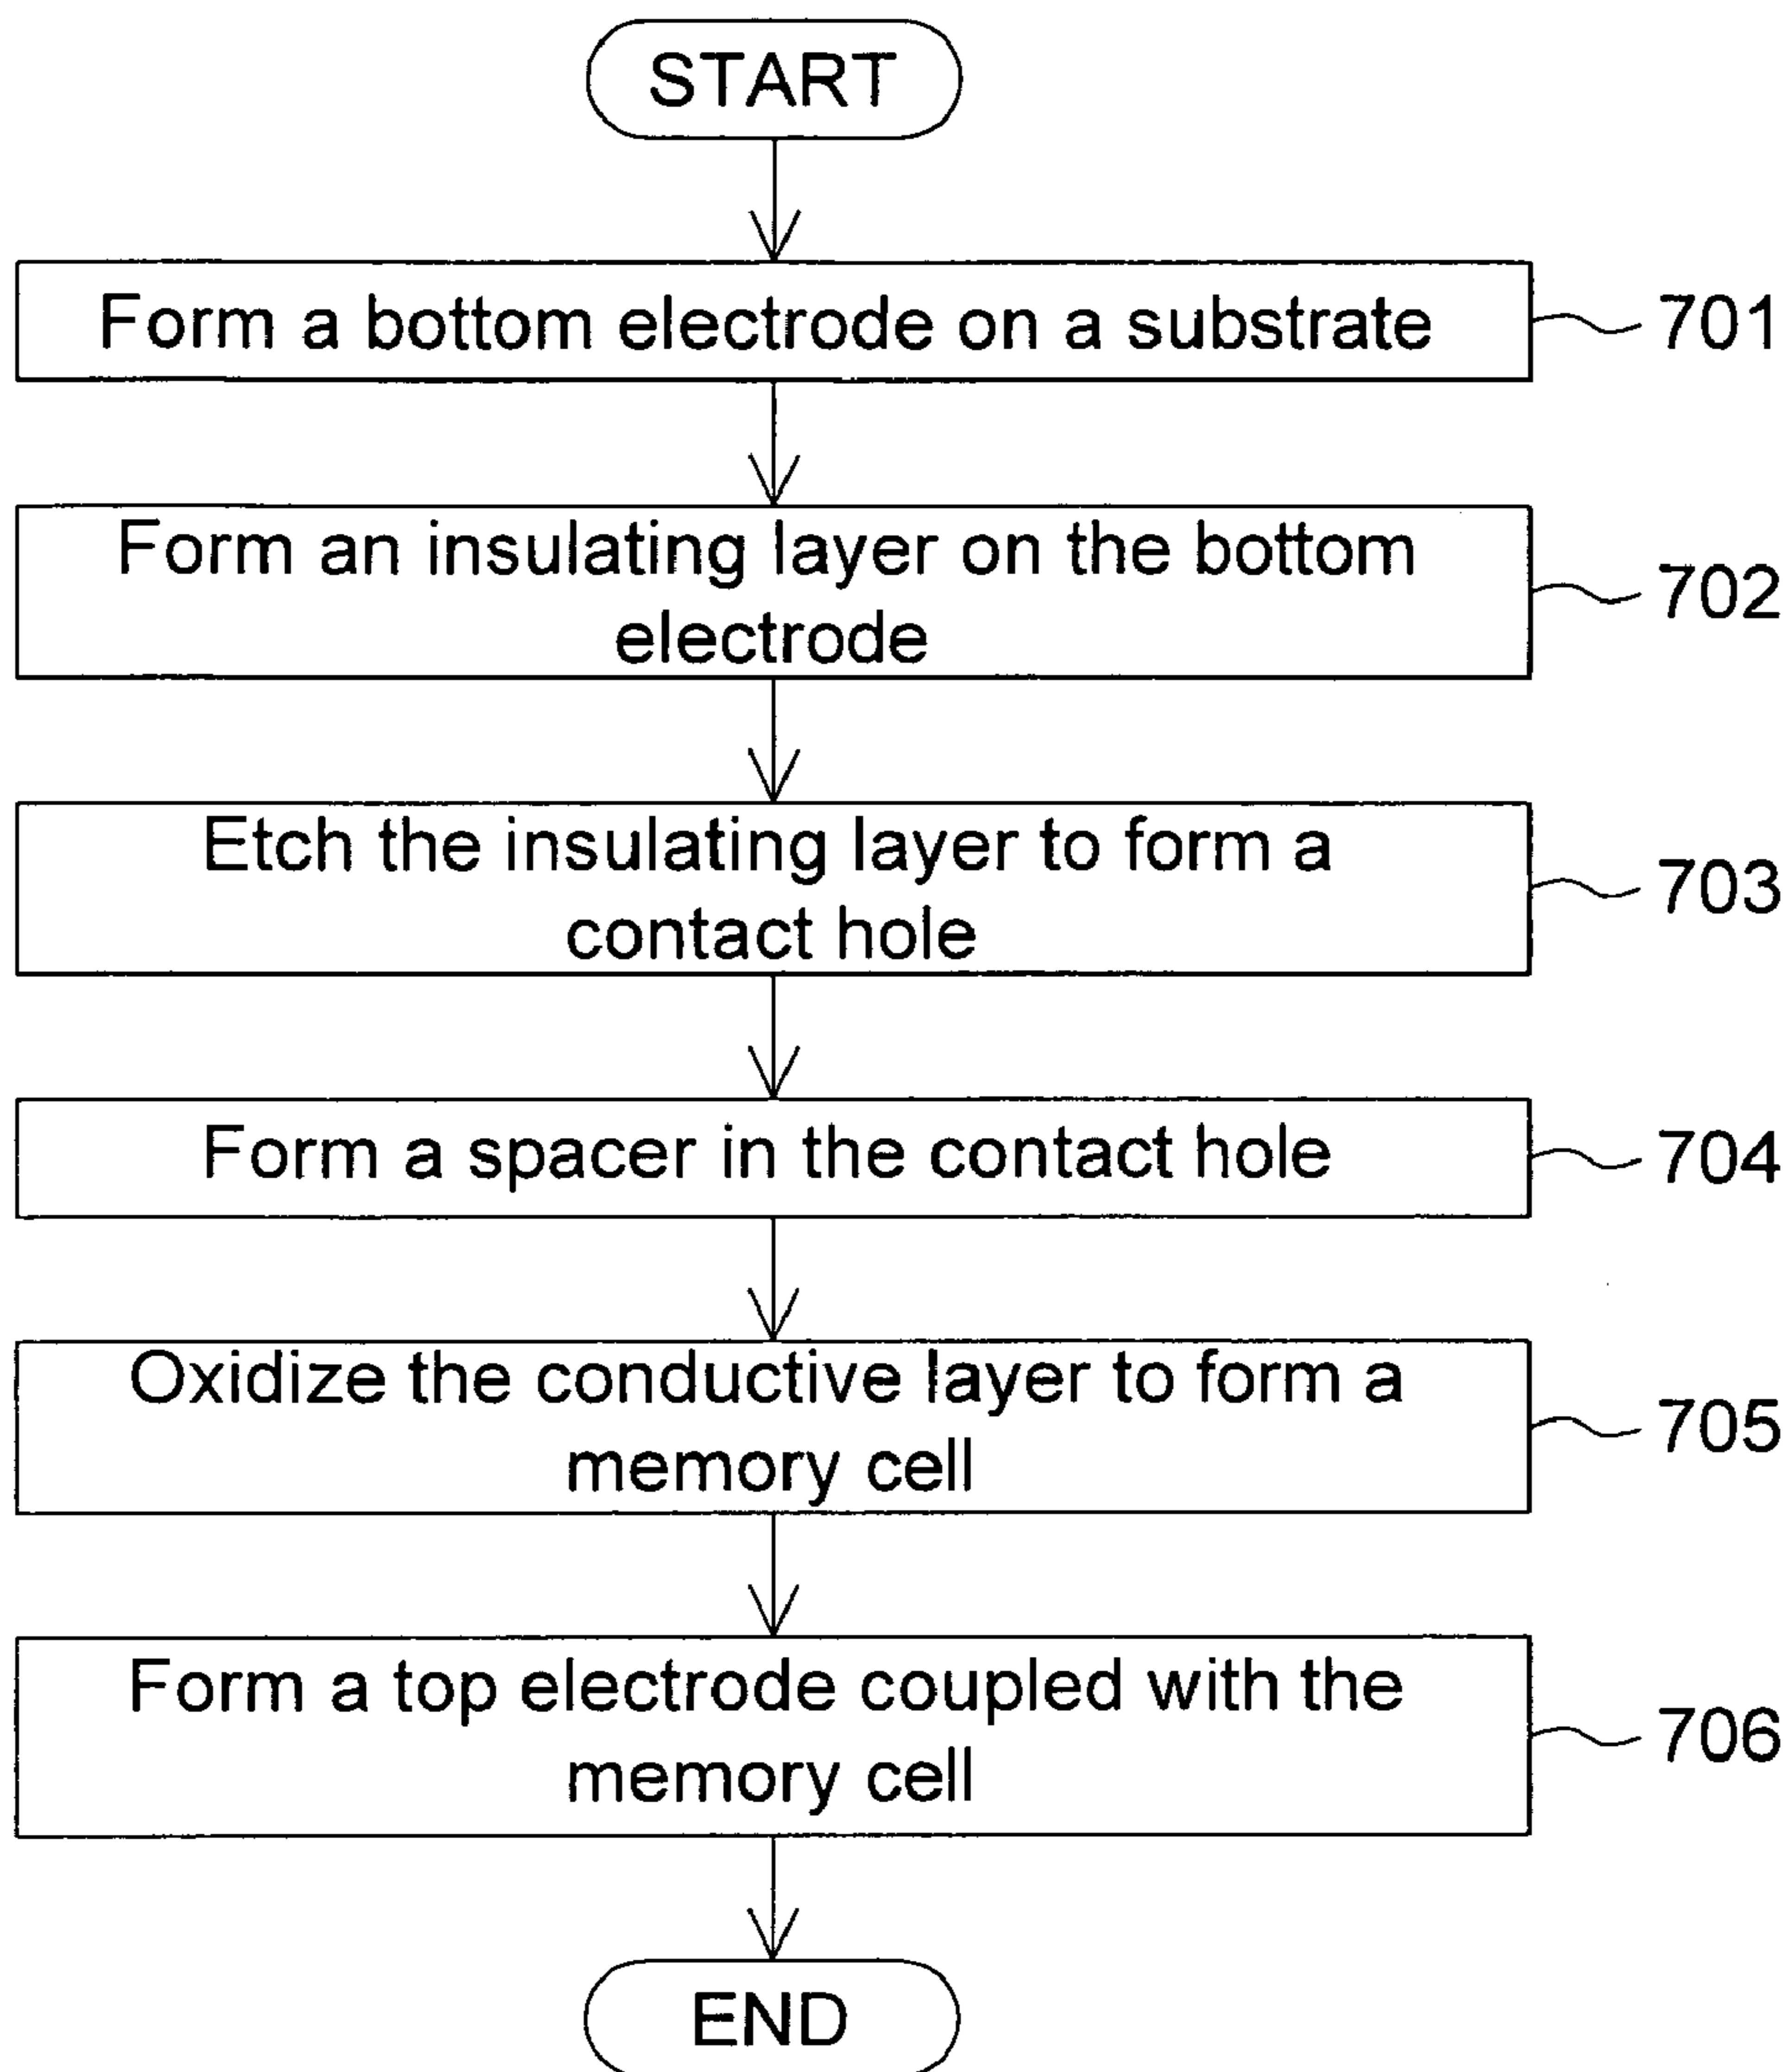 START
Form a bottom electrode on a substrate
701
Form an insulating layer on the bottom
electrode
702
Etch the insulating layer to form a
contact hole
703
Form a spacer in the contact hole
704
Oxidize the conductive layer to form a
memory cell
705
Form a top electrode coupled with the
memory cell
706
END